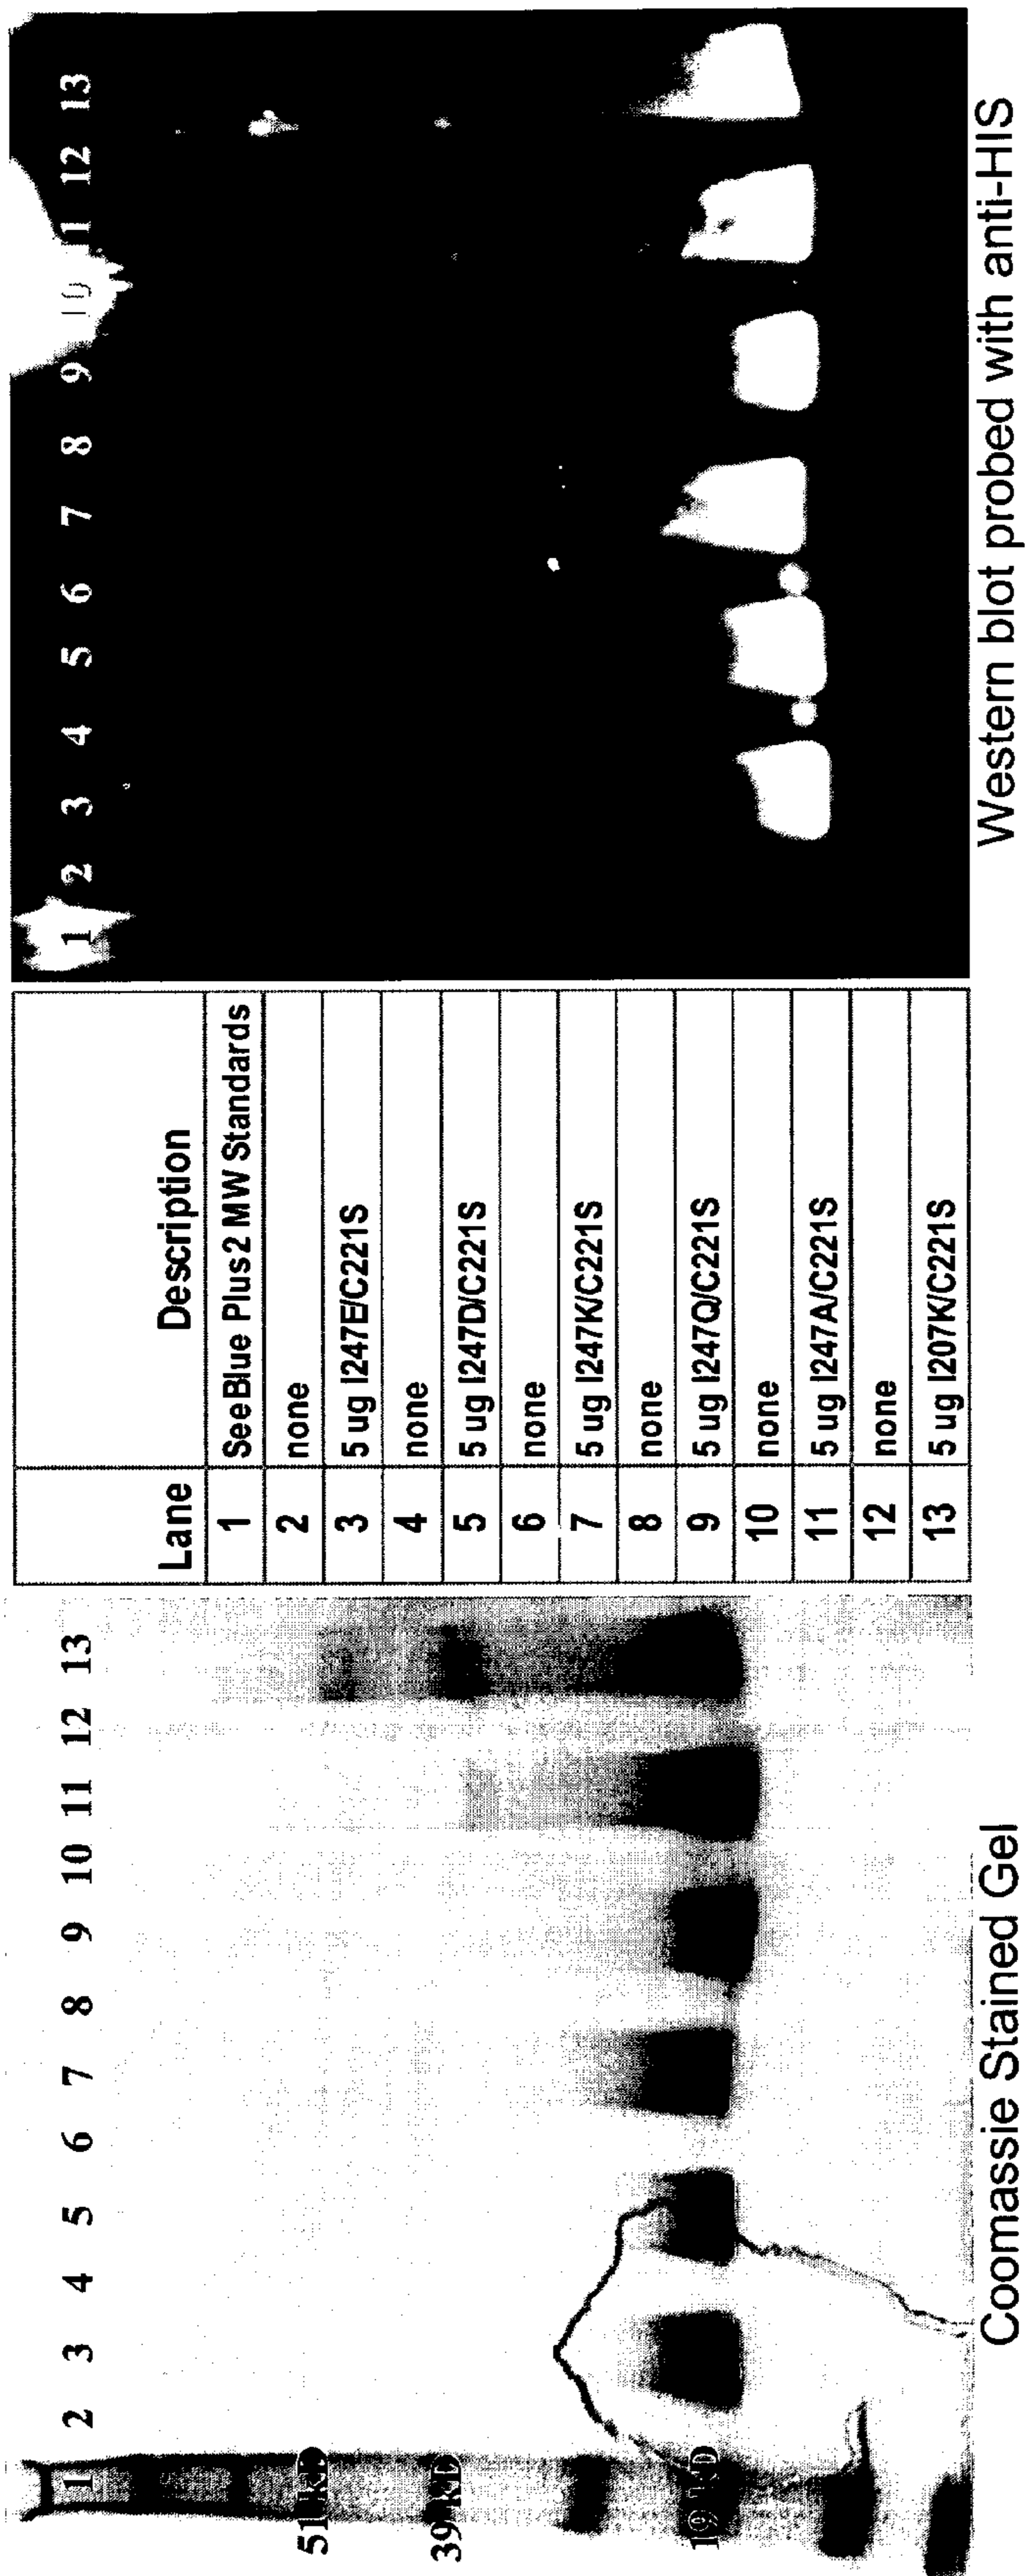 1 2 3 4 5 6 7 8 9 10 11 12 13
51 kD
39 kD
19 kD
Coomassie Stained Gel
Lane Description
1 SeeBlue Plus2 MW Standards
2 none
3 5 ug I247E/C221S
4 none
5 5 ug I247D/C221S
6 none
7 5 ug I247K/C221S
8 none
9 5 ug I247Q/C221S
10 none
11 5 ug I247A/C221S
12 none
13 5 ug I207K/C221S
1 2 3 4 5 6 7 8 9 10 11 12 13
Western blot probed with anti-HIS